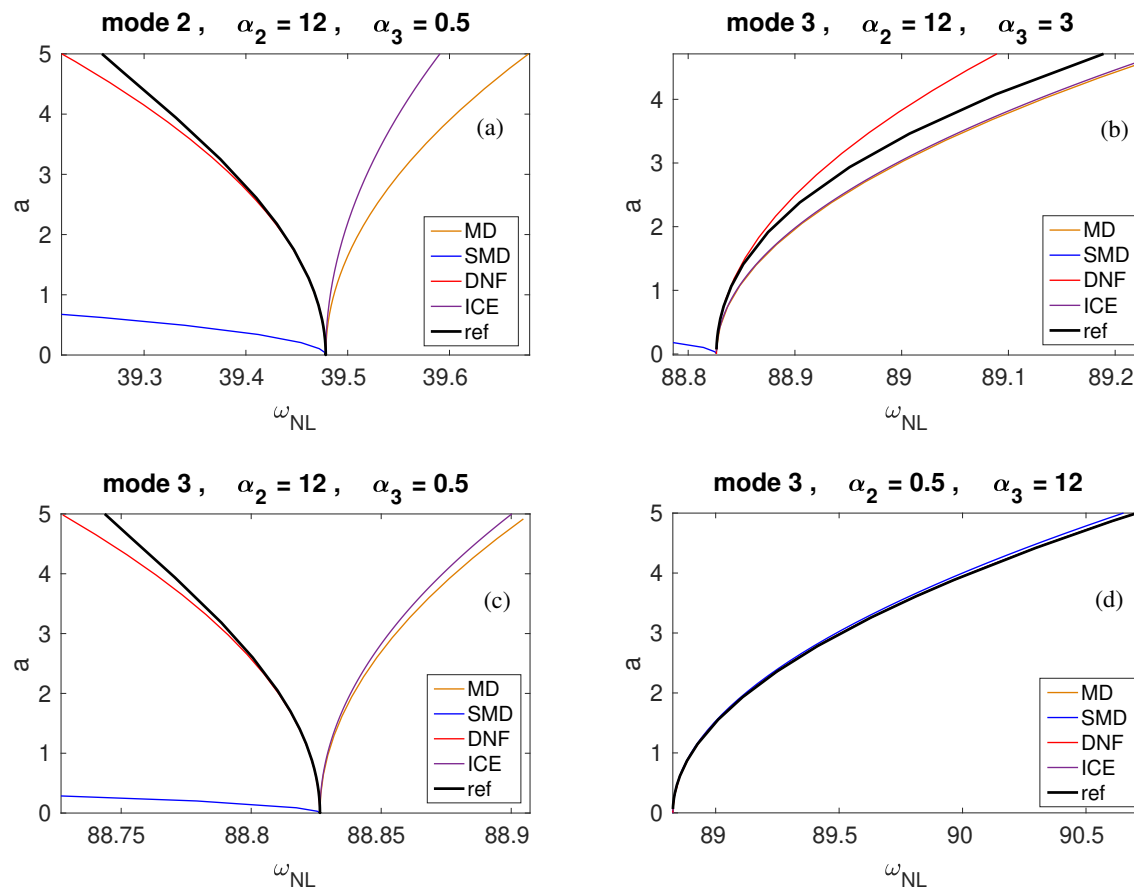 mode 2 , α2 = 12 , α3 = 0.5
5
4
3
2
1
0
a
(a)
MD
SMD
DNF
ICE
ref
39.3 39.4 39.5 39.6
ωNL
mode 3 , α2 = 12 , α3 = 3
4
3
2
1
0
a
(b)
MD
SMD
DNF
ICE
ref
88.8 88.9 89 89.1 89.2
ωNL
mode 3 , α2 = 12 , α3 = 0.5
5
4
3
2
1
0
a
(c)
MD
SMD
DNF
ICE
ref
88.75 88.8 88.85 88.9
ωNL
mode 3 , α2 = 0.5 , α3 = 12
5
4
3
2
1
0
a
(d)
MD
SMD
DNF
ICE
ref
89 89.5 90 90.5
ωNL